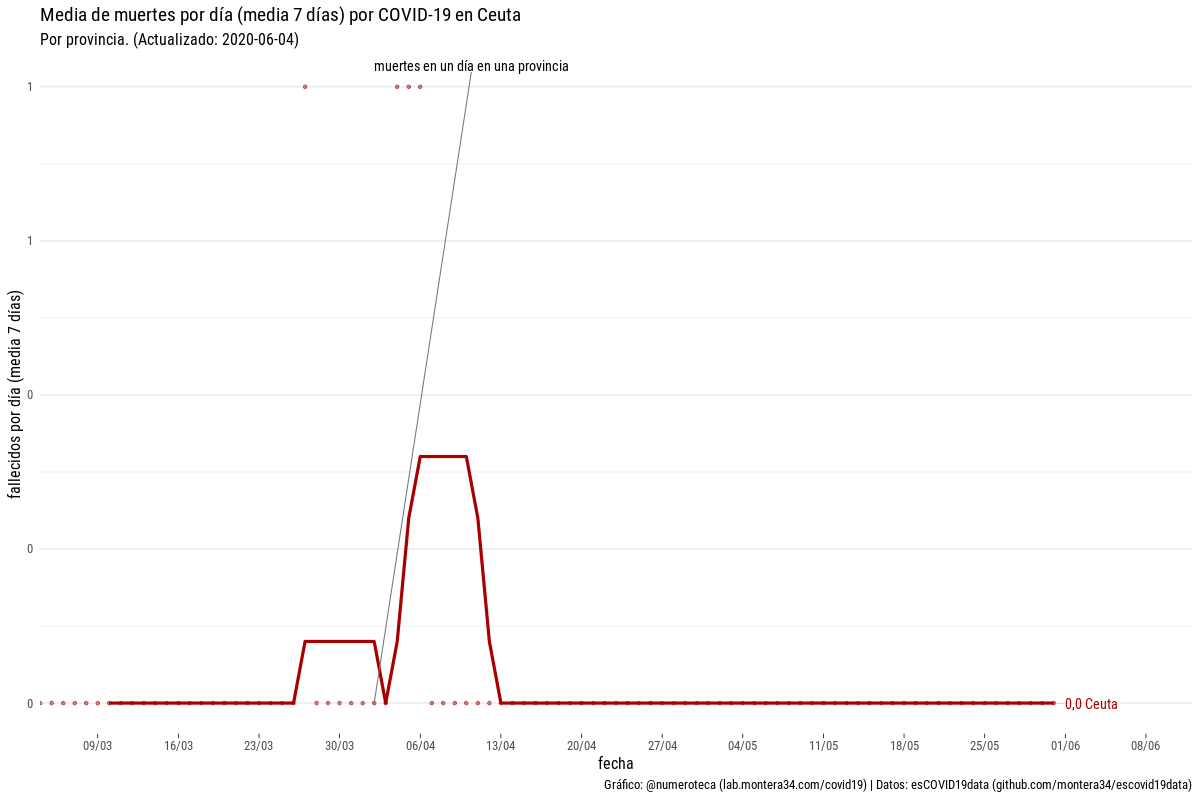 Media de muertes por día (media 7 días) por COVID-19 en Ceuta
Por provincia. (Actualizado: 2020-06-04)
muertes en un día en una provincia
1
1
0
0
0
fallecidos por día (media 7 días)
0,0 Ceuta
09/03 16/03 23/03 30/03 06/04 13/04 20/04 27/04 04/05 11/05 18/05 25/05 01/06 08/06
fecha
Gráfico: @numeroteca (lab.montera34.com/covid19) | Datos: esCOVID19data (github.com/montera34/escovid19data)